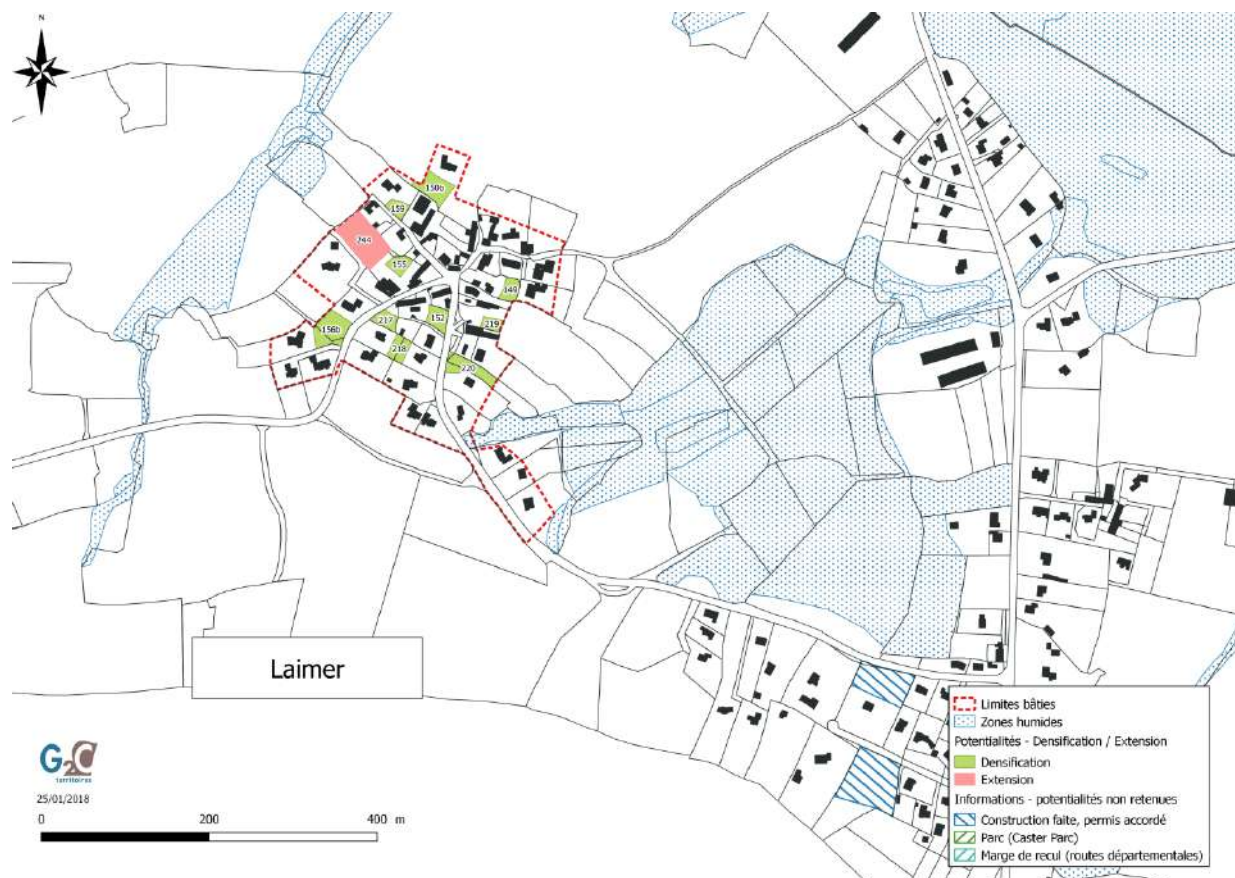 N
150b
159
244
155
149
156b
217
152
219
218
220
Laimer
G2C
territoires
25/01/2018
0 200 400 m
Limites bâties
Zones humides
Potentialités - Densification / Extension
Densification
Extension
Informations - potentialités non retenues
Construction faite, permis accordé
Parc (Caster Parc)
Marge de recul (routes départementales)